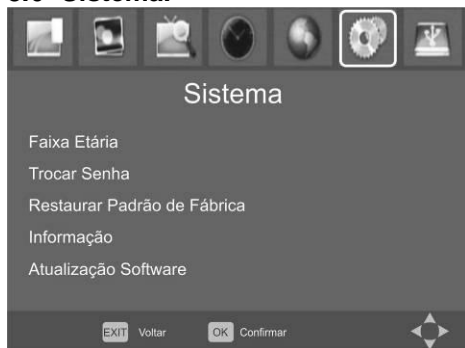 Sistema
Faixa Etária
Trocar Senha
Restaurar Padrão de Fábrica
Informação
Atualização Software
EXIT Voltar OK Confirmar